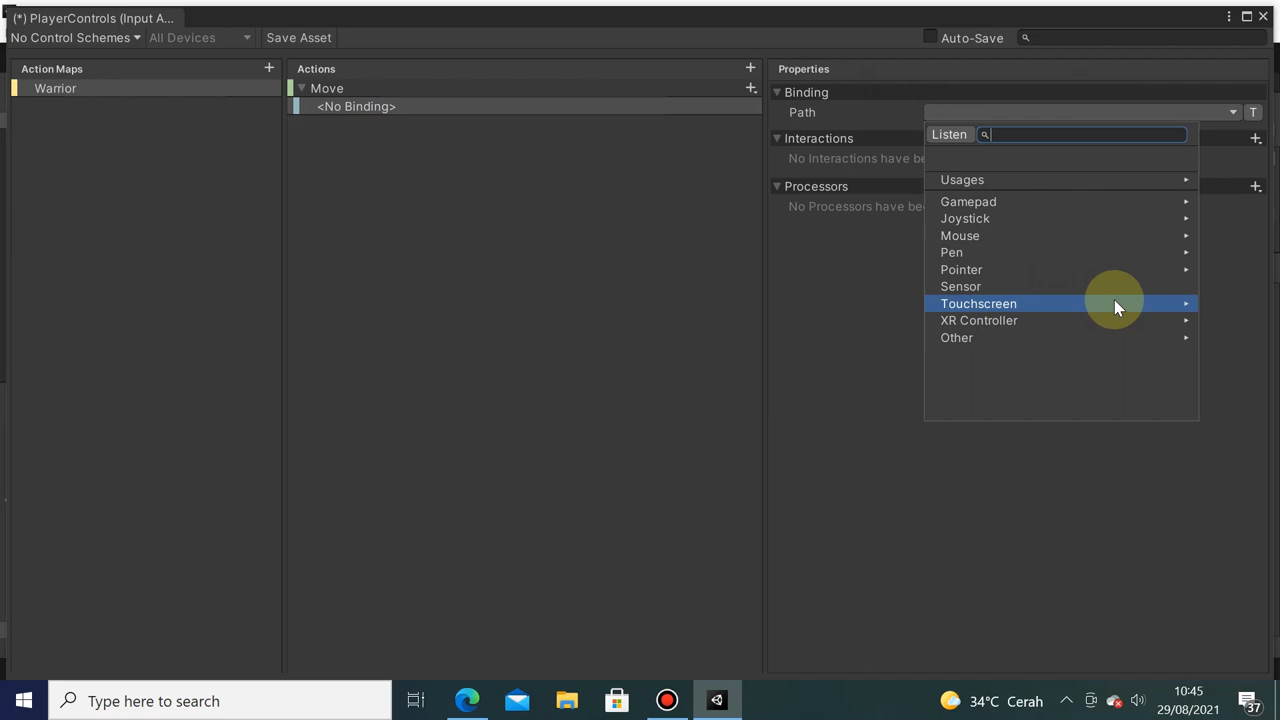 (*) PlayerControls (Input A...
No Control Schemes
All Devices
Save Asset
Auto-Save
Action Maps
Actions
Properties
Warrior
Move
<No Binding>
Binding
Path
T
Listen
Interactions
No Interactions have be
Processors
No Processors have bee
Usages
Gamepad
Joystick
Mouse
Pen
Pointer
Sensor
Touchscreen
XR Controller
Other
Type here to search
34°C Cerah
10:45
29/08/2021
37